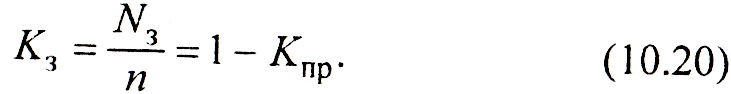 K_з = N_з / n = 1 − K_пр. (10.20)